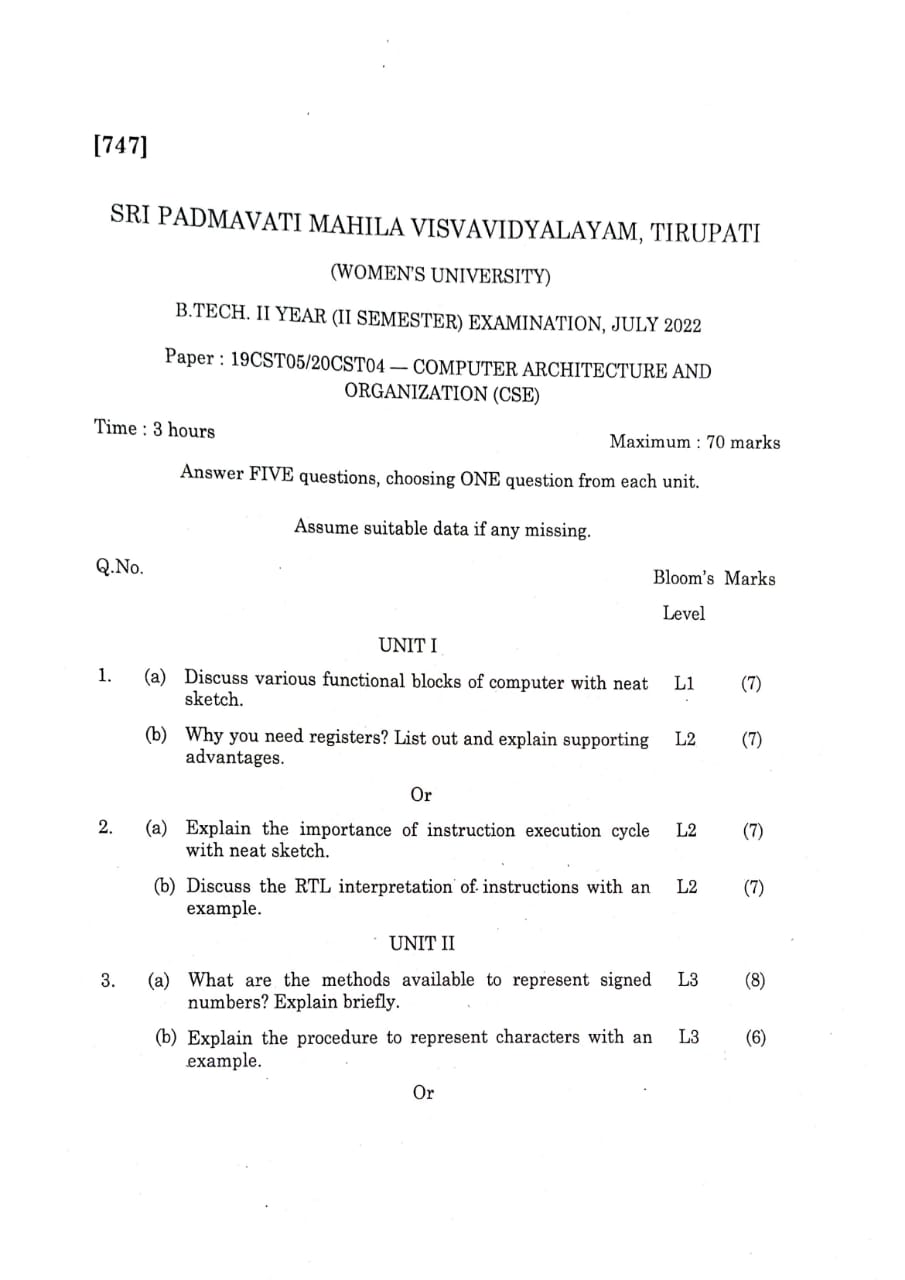 [747]
SRI PADMAVATI MAHILA VISVAVIDYALAYAM, TIRUPATI
(WOMEN'S UNIVERSITY)
B.TECH. II YEAR (II SEMESTER) EXAMINATION, JULY 2022
Paper : 19CST05/20CST04 — COMPUTER ARCHITECTURE AND
ORGANIZATION (CSE)
Time : 3 hours Maximum : 70 marks
Answer FIVE questions, choosing ONE question from each unit.
Assume suitable data if any missing.
Q.No. Bloom's Marks
Level
UNIT I
1. (a) Discuss various functional blocks of computer with neat L1 (7)
sketch.
(b) Why you need registers? List out and explain supporting L2 (7)
advantages.
Or
2. (a) Explain the importance of instruction execution cycle L2 (7)
with neat sketch.
(b) Discuss the RTL interpretation of instructions with an L2 (7)
example.
UNIT II
3. (a) What are the methods available to represent signed L3 (8)
numbers? Explain briefly.
(b) Explain the procedure to represent characters with an L3 (6)
example.
Or